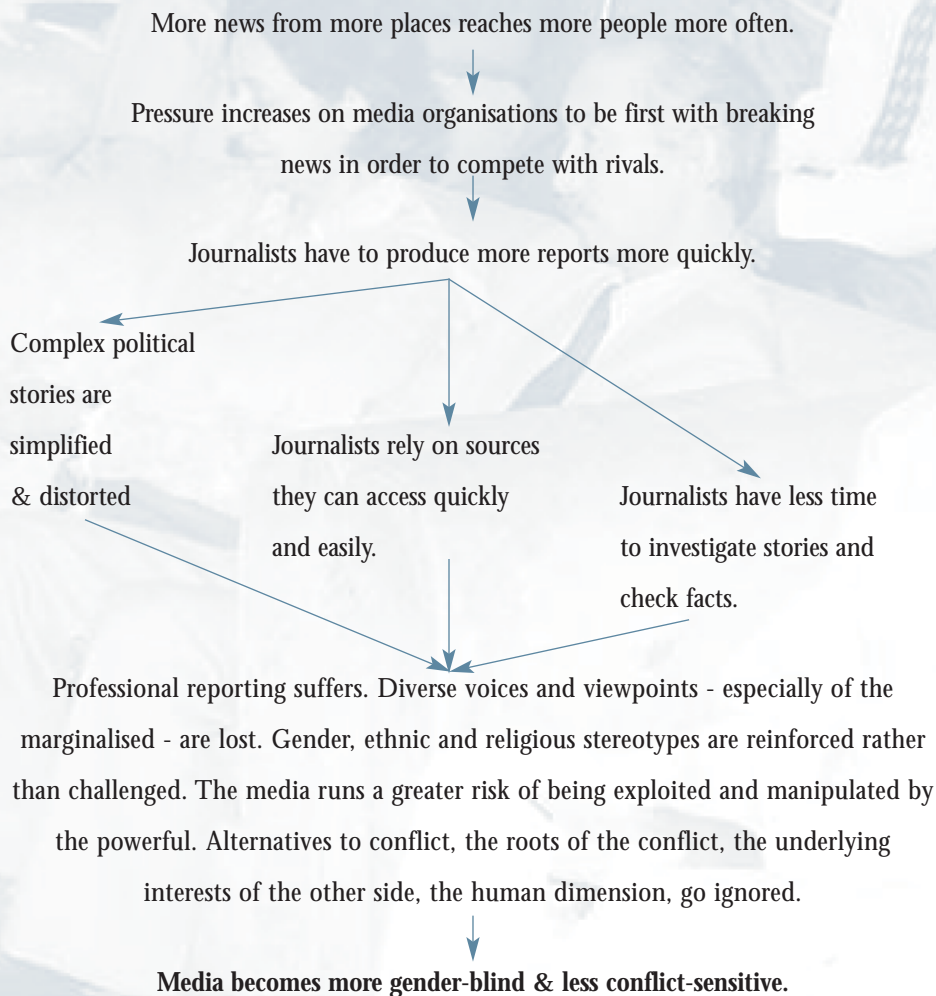 More news from more places reaches more people more often.
Pressure increases on media organisations to be first with breaking
news in order to compete with rivals.
Journalists have to produce more reports more quickly.
Complex political
stories are
simplified
& distorted
Journalists rely on sources
they can access quickly
and easily.
Journalists have less time
to investigate stories and
check facts.
Professional reporting suffers. Diverse voices and viewpoints - especially of the
marginalised - are lost. Gender, ethnic and religious stereotypes are reinforced rather
than challenged. The media runs a greater risk of being exploited and manipulated by
the powerful. Alternatives to conflict, the roots of the conflict, the underlying
interests of the other side, the human dimension, go ignored.
Media becomes more gender-blind & less conflict-sensitive.